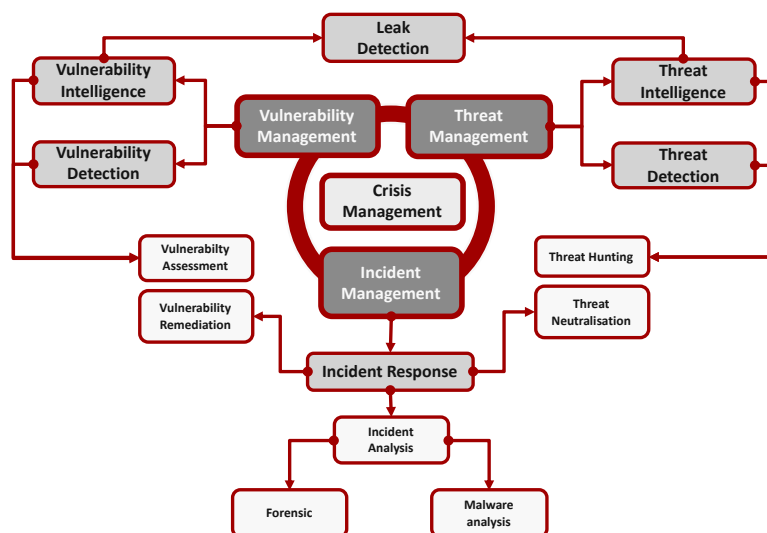 Leak
Detection
Vulnerability
Intelligence
Threat
Intelligence
Vulnerability
Management
Threat
Management
Vulnerability
Detection
Threat
Detection
Crisis
Management
Vulnerabilty
Assessment
Threat Hunting
Incident
Management
Vulnerability
Remediation
Threat
Neutralisation
Incident Response
Incident
Analysis
Forensic
Malware
analysis